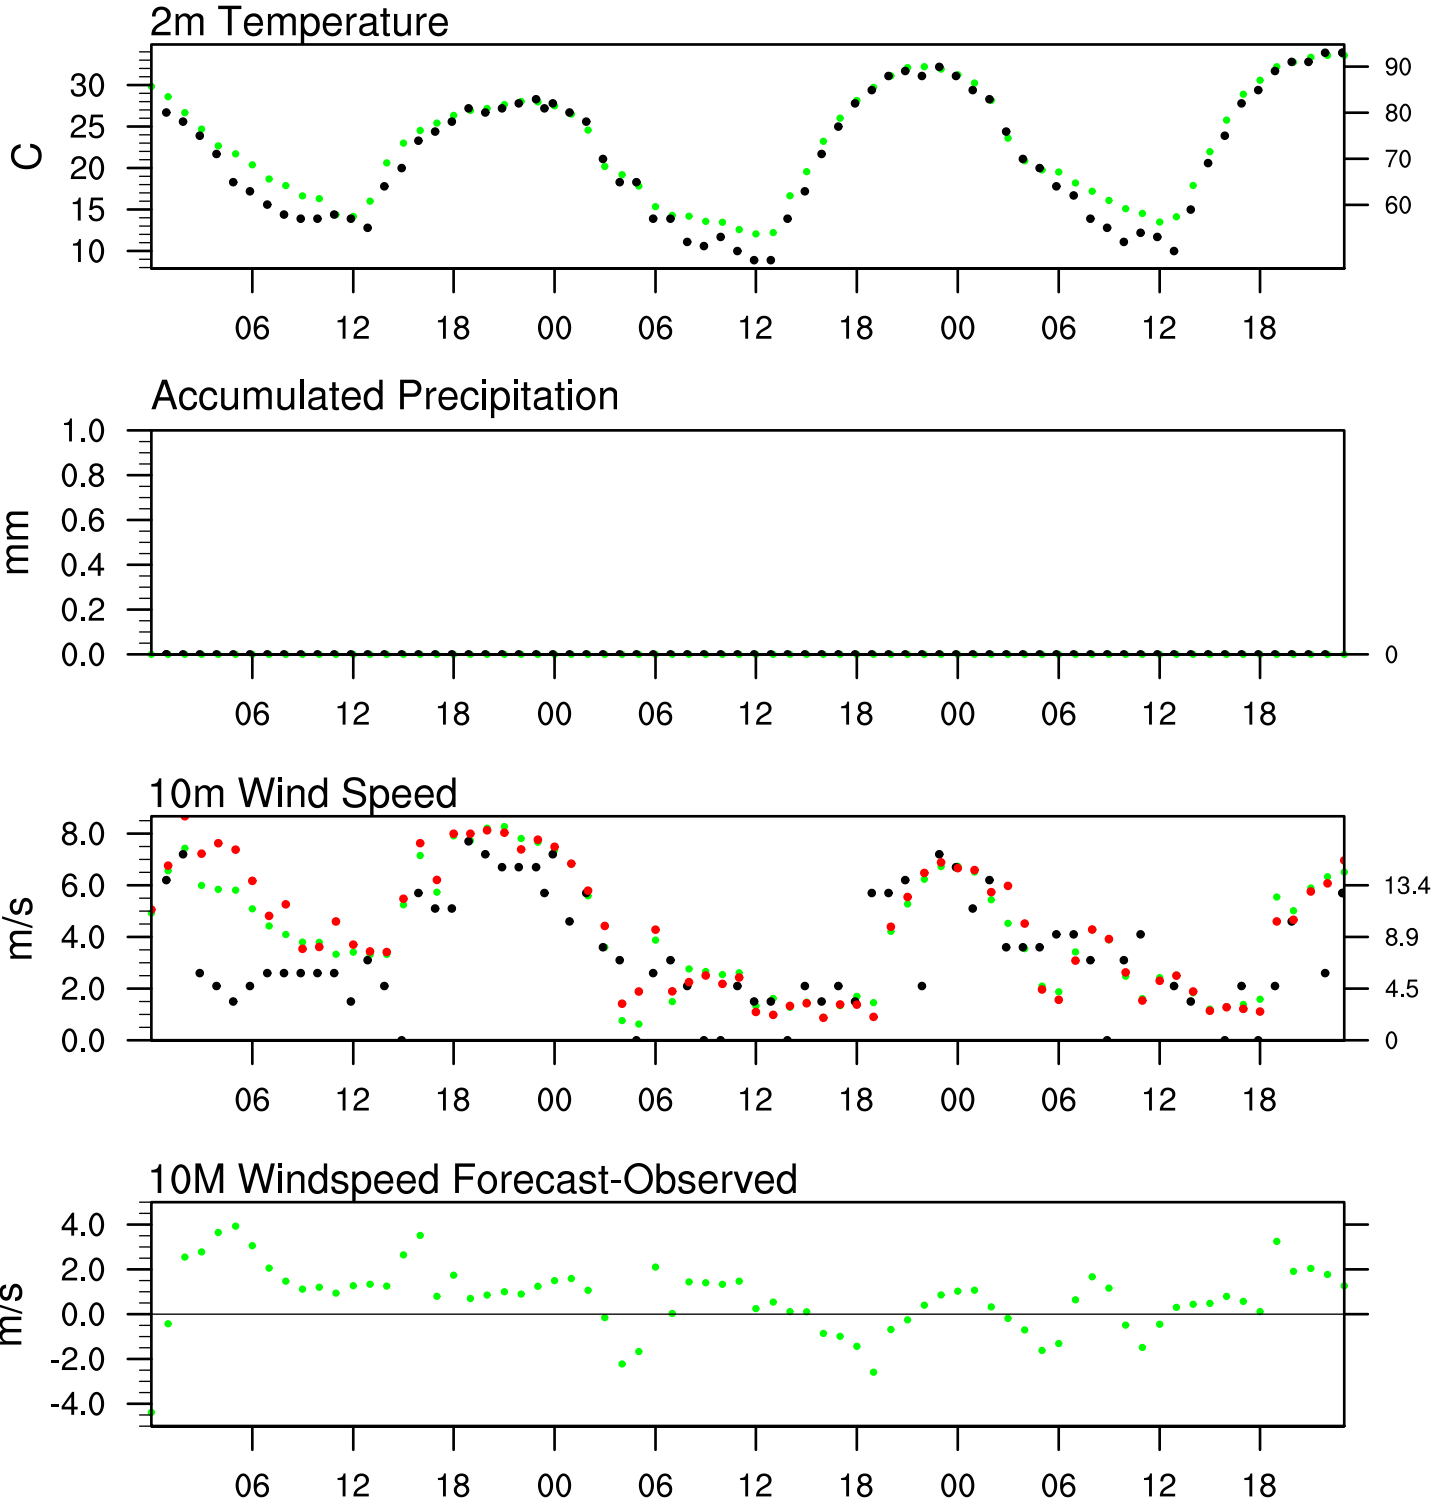 2m Temperature
30
25
20
15
10
C
90
80
70
60
06 12 18 00 06 12 18 00 06 12 18
Accumulated Precipitation
1.0
0.8
0.6
0.4
0.2
0.0
mm
0
06 12 18 00 06 12 18 00 06 12 18
10m Wind Speed
8.0
6.0
4.0
2.0
0.0
m/s
13.4
8.9
4.5
0
06 12 18 00 06 12 18 00 06 12 18
10M Windspeed Forecast-Observed
4.0
2.0
0.0
-2.0
-4.0
m/s
06 12 18 00 06 12 18 00 06 12 18